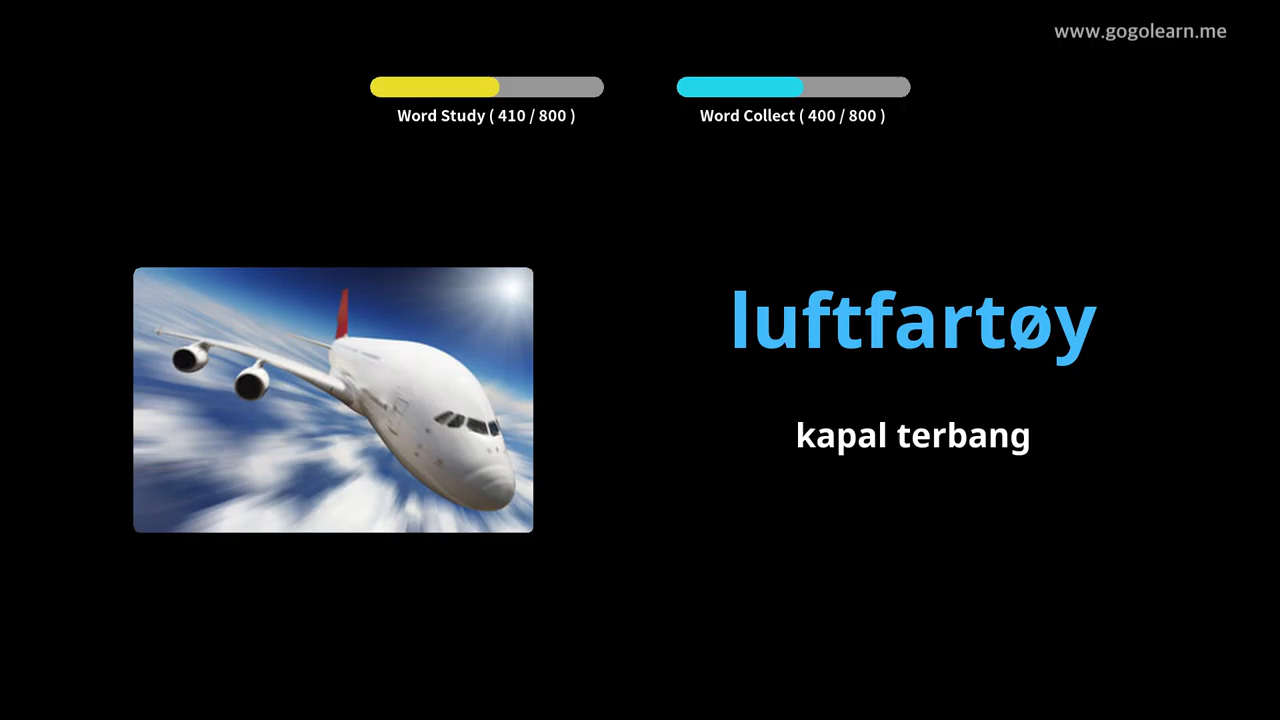 www.gogolearn.me
Word Study ( 410 / 800 )
Word Collect ( 400 / 800 )
luftfartøy
kapal terbang